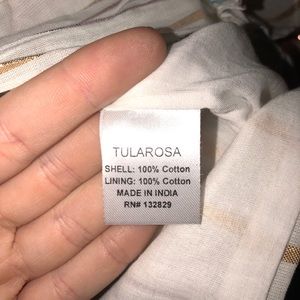 TULAROSA
SHELL: 100% Cotton
LINING: 100% Cotton
MADE IN INDIA
RN# 132829